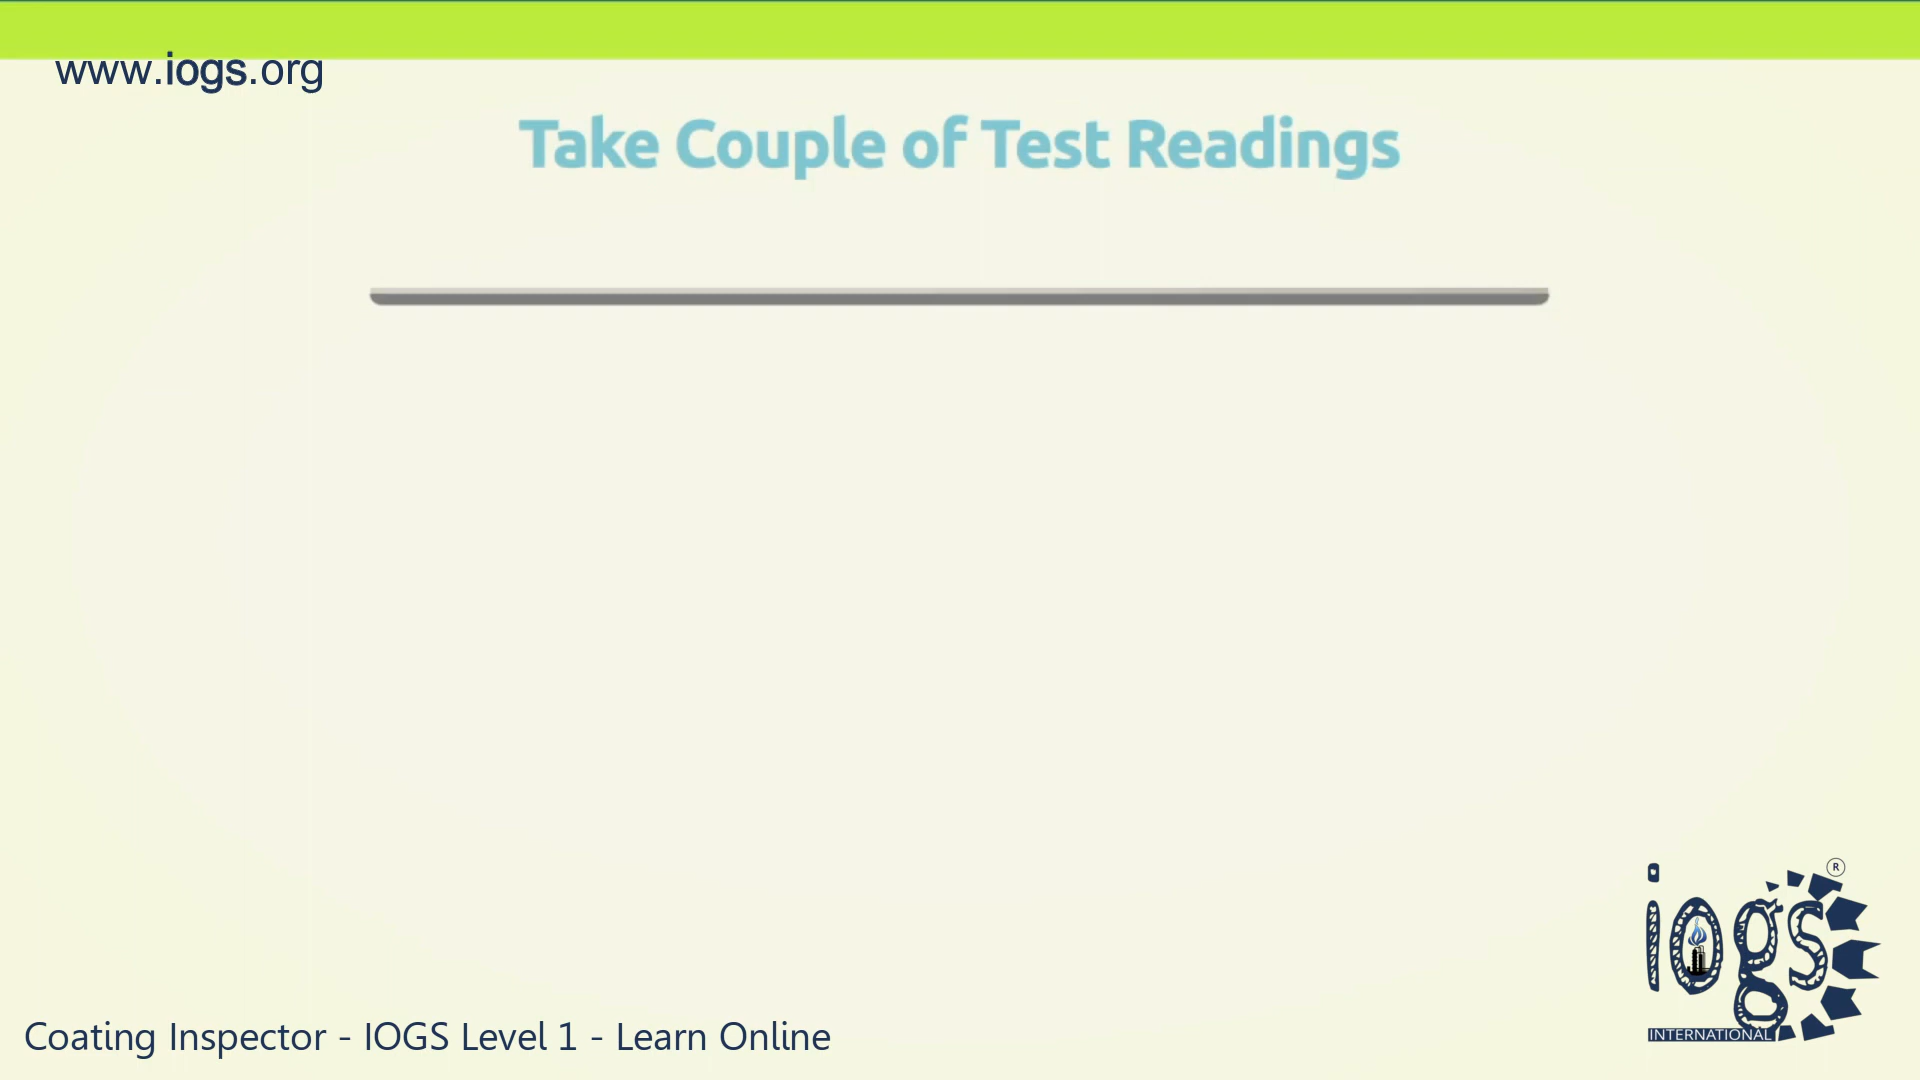 www.iogs.org
Take Couple of Test Readings
iogs®
INTERNATIONAL
Coating Inspector - IOGS Level 1 - Learn Online